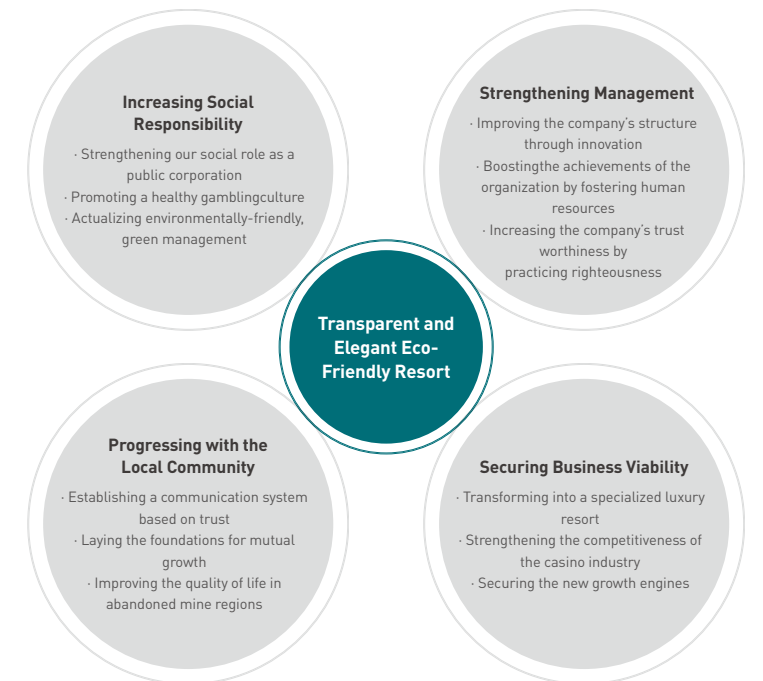 Increasing Social
Responsibility
· Strengthening our social role as a
public corporation
· Promoting a healthy gamblingculture
· Actualizing environmentally-friendly,
green management
Strengthening Management
· Improving the company's structure
through innovation
· Boostingthe achievements of the
organization by fostering human
resources
· Increasing the company's trust
worthiness by
practicing righteousness
Transparent and
Elegant Eco-
Friendly Resort
Progressing with the
Local Community
· Establishing a communication system
based on trust
· Laying the foundations for mutual
growth
· Improving the quality of life in
abandoned mine regions
Securing Business Viability
· Transforming into a specialized luxury
resort
· Strengthening the competitiveness of
the casino industry
· Securing the new growth engines